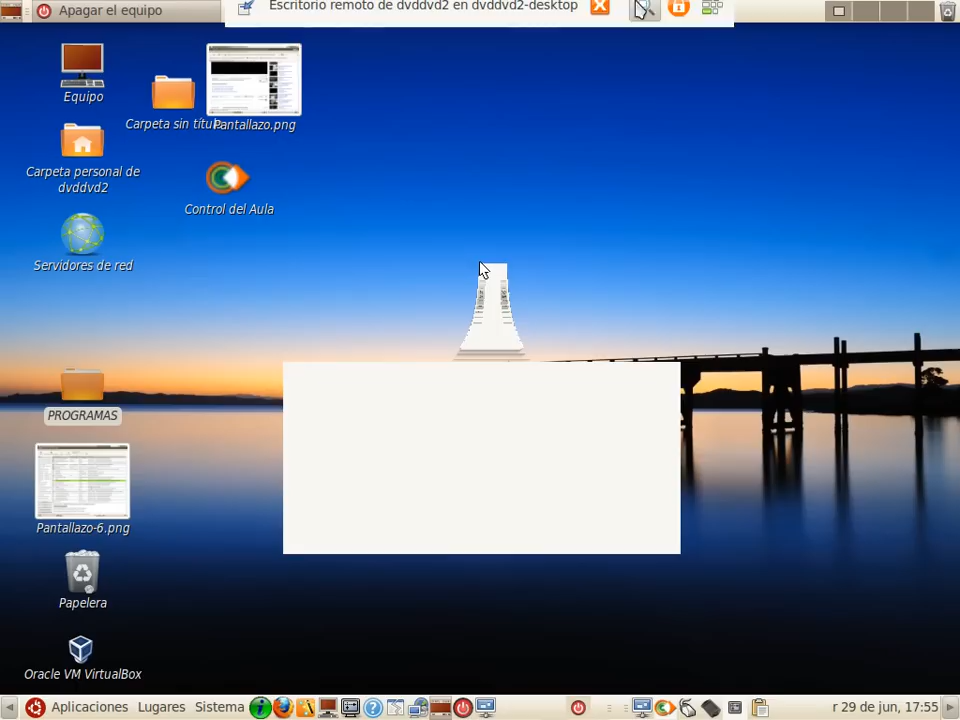 Apagar el equipo
Escritorio remoto de dvddvd2 en dvddvd2-desktop
Equipo
Carpeta sin título
Pantallazo.png
Carpeta personal de
dvddvd2
Control del Aula
Servidores de red
PROGRAMAS
Pantallazo-6.png
Papelera
Oracle VM VirtualBox
Aplicaciones Lugares Sistema
r 29 de jun, 17:55